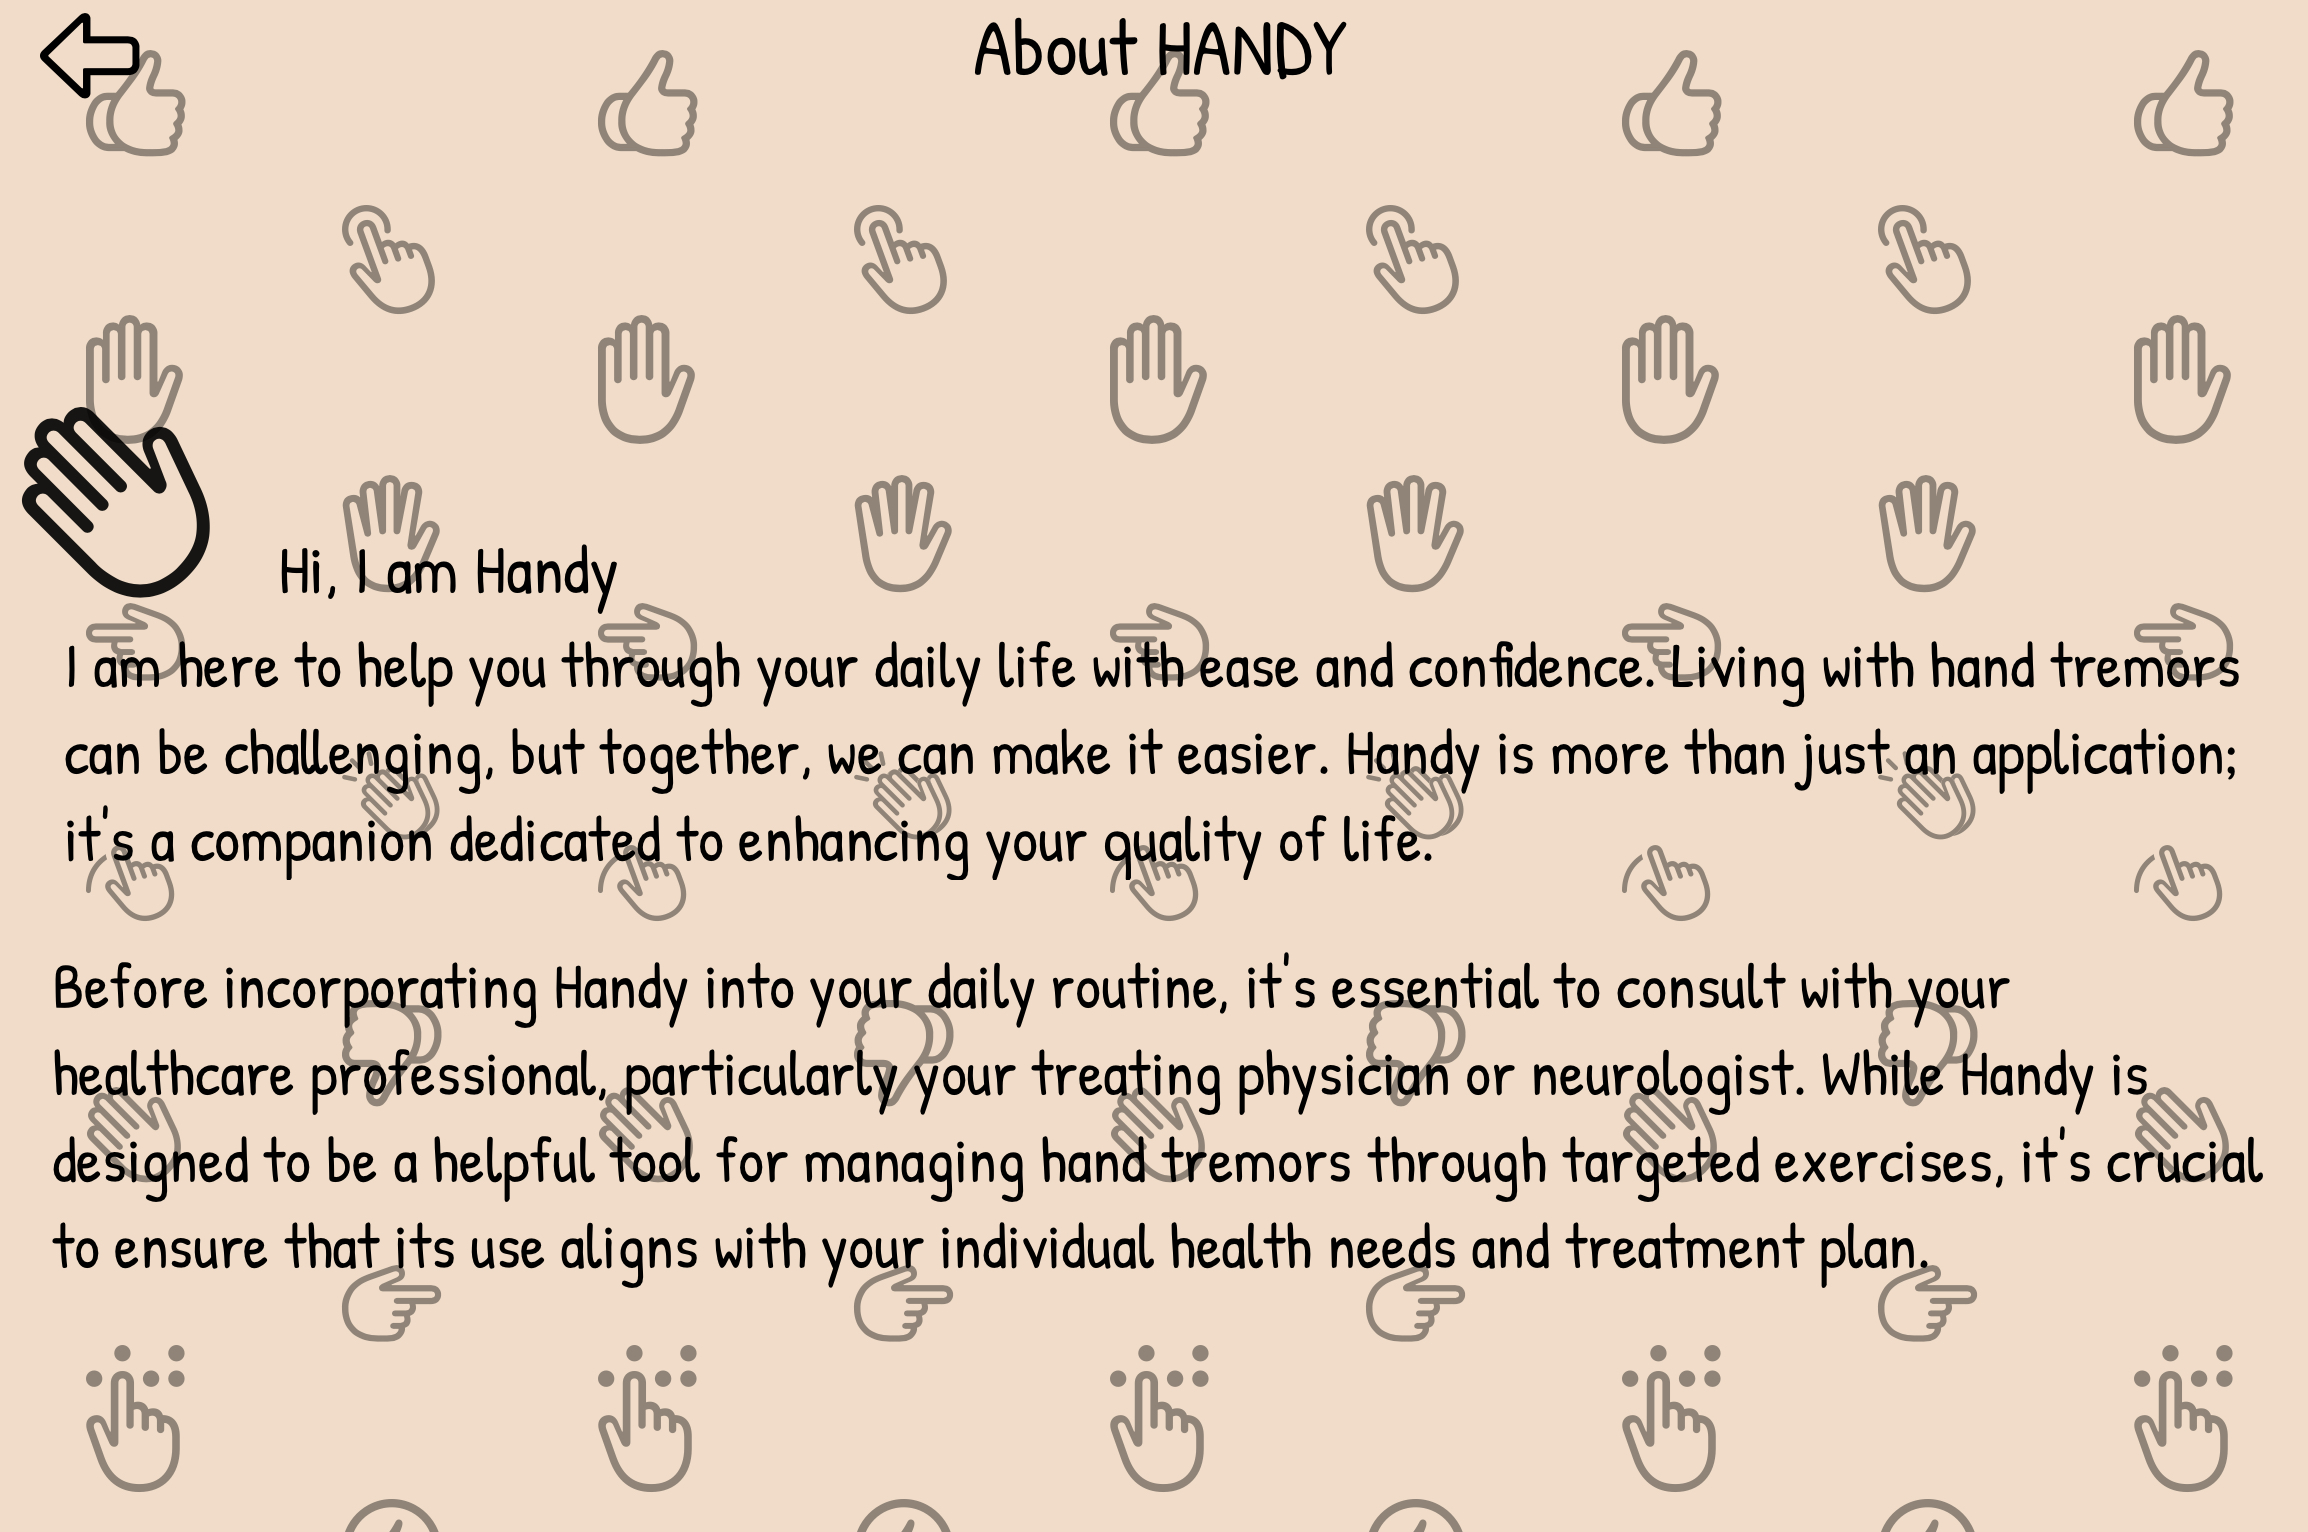 About HANDY
Hi, I am Handy
I am here to help you through your daily life with ease and confidence. Living with hand tremors
can be challenging, but together, we can make it easier. Handy is more than just an application;
it's a companion dedicated to enhancing your quality of life.
Before incorporating Handy into your daily routine, it's essential to consult with your
healthcare professional, particularly your treating physician or neurologist. While Handy is
designed to be a helpful tool for managing hand tremors through targeted exercises, it's crucial
to ensure that its use aligns with your individual health needs and treatment plan.